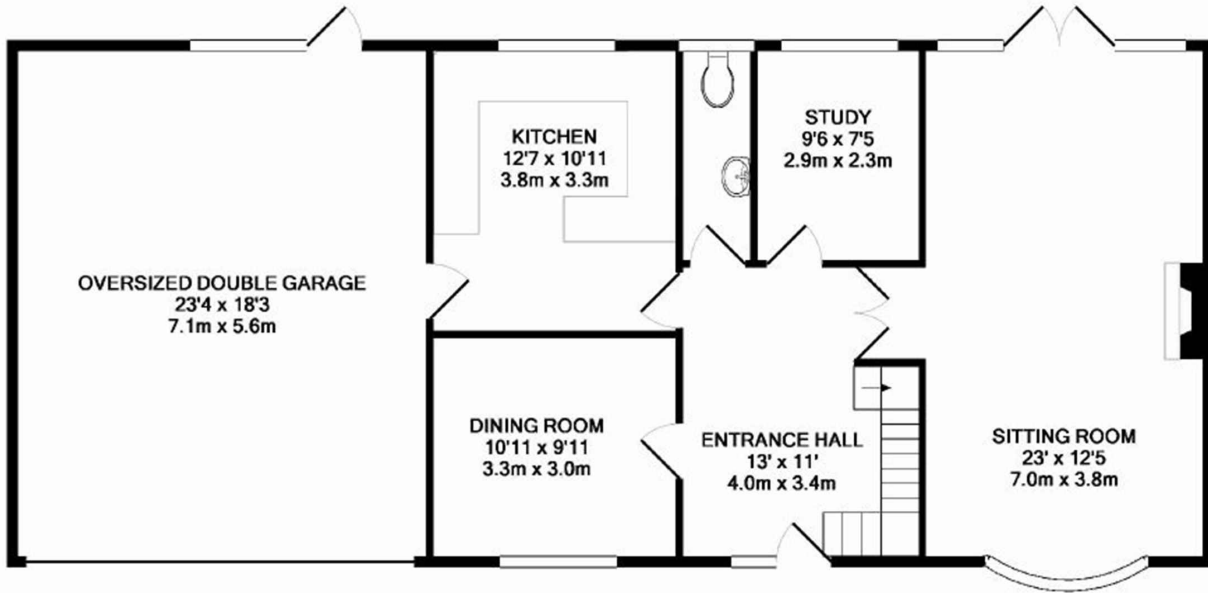 KITCHEN
12'7 x 10'11
3.8m x 3.3m
STUDY
9'6 x 7'5
2.9m x 2.3m
OVERSIZED DOUBLE GARAGE
23'4 x 18'3
7.1m x 5.6m
DINING ROOM
10'11 x 9'11
3.3m x 3.0m
ENTRANCE HALL
13' x 11'
4.0m x 3.4m
SITTING ROOM
23' x 12'5
7.0m x 3.8m